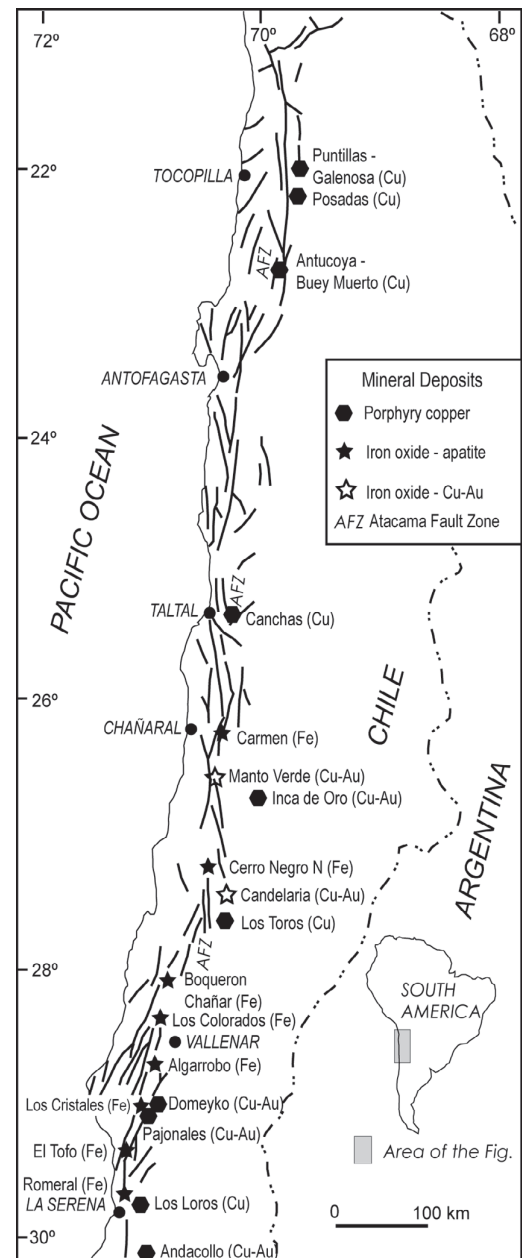 72º
70º
68º
Puntillas -
Galenosa (Cu)
22º
TOCOPILLA
Posadas (Cu)
AFZ
Antucoya -
Buey Muerto (Cu)
ANTOFAGASTA
Mineral Deposits
Porphyry copper
Iron oxide - apatite
Iron oxide - Cu-Au
AFZ Atacama Fault Zone
24º
PACIFIC OCEAN
AFZ
TALTAL
Canchas (Cu)
26º
CHILE
CHAÑARAL
Carmen (Fe)
Manto Verde (Cu-Au)
Inca de Oro (Cu-Au)
ARGENTINA
Cerro Negro N (Fe)
Candelaria (Cu-Au)
Los Toros (Cu)
AFZ
28º
Boqueron
Chañar (Fe)
SOUTH
AMERICA
Los Colorados (Fe)
VALLENAR
Algarrobo (Fe)
Los Cristales (Fe)
Domeyko (Cu-Au)
Pajonales (Cu-Au)
El Tofo (Fe)
Area of the Fig.
Romeral (Fe)
LA SERENA
Los Loros (Cu)
0 100 km
30º
Andacollo (Cu-Au)